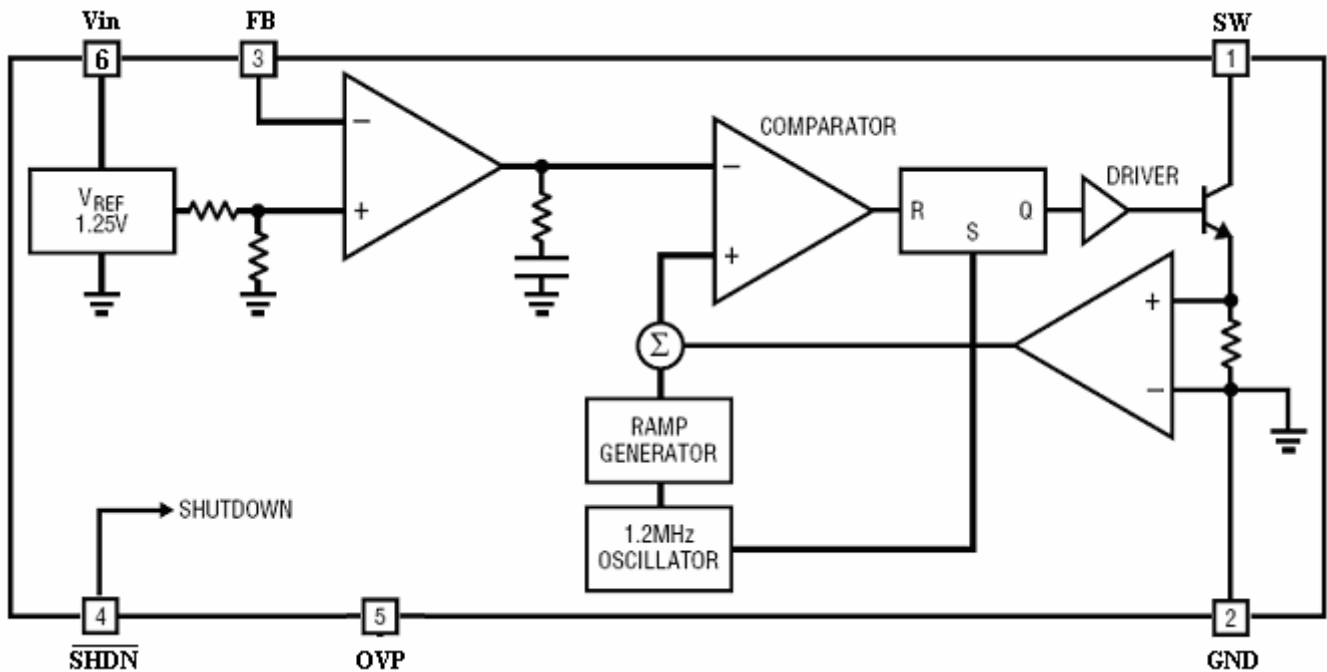 Vin
FB
SW
6
3
1
COMPARATOR
DRIVER
−
−
V_REF
1.25V
+
R
Q
S
+
+
Σ
−
RAMP
GENERATOR
SHUTDOWN
1.2MHz
OSCILLATOR
4
5
2
SHDN
OVP
GND